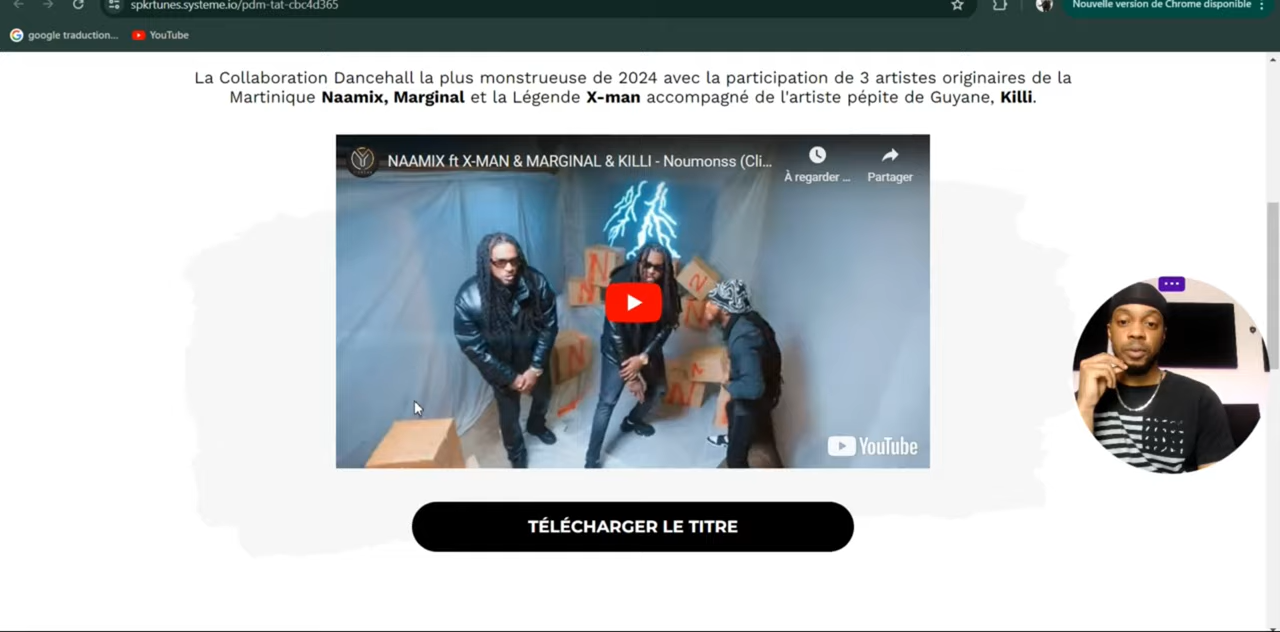 spkrtunes.systeme.io/pdm-tat-cbc4d365
Nouvelle version de Chrome disponible
google traduction...
YouTube
La Collaboration Dancehall la plus monstrueuse de 2024 avec la participation de 3 artistes originaires de la
Martinique Naamix, Marginal et la Légende X-man accompagné de l'artiste pépite de Guyane, Killi.
NAAMIX ft X-MAN & MARGINAL & KILLI - Noumonss (Cli...
À regarder ...
Partager
N
N
N
YouTube
TÉLÉCHARGER LE TITRE